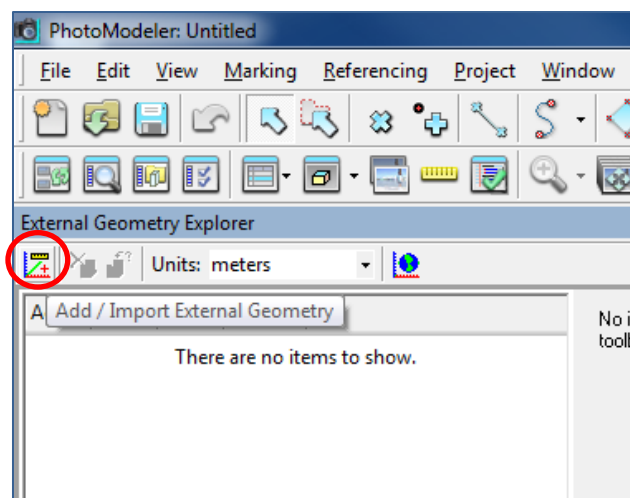 PhotoModeler: Untitled
File Edit View Marking Referencing Project Window
External Geometry Explorer
Units: meters
A
Add / Import External Geometry
There are no items to show.
No i
toolb